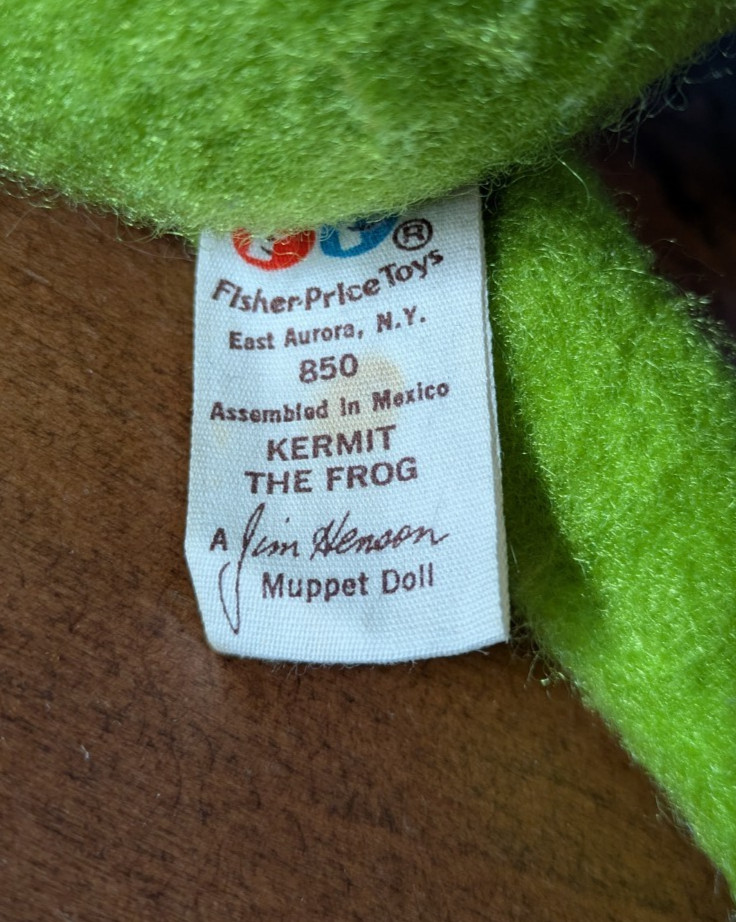 ®
Fisher-Price Toys
East Aurora, N.Y.
850
Assembled in Mexico
KERMIT
THE FROG
A Jim Henson
Muppet Doll